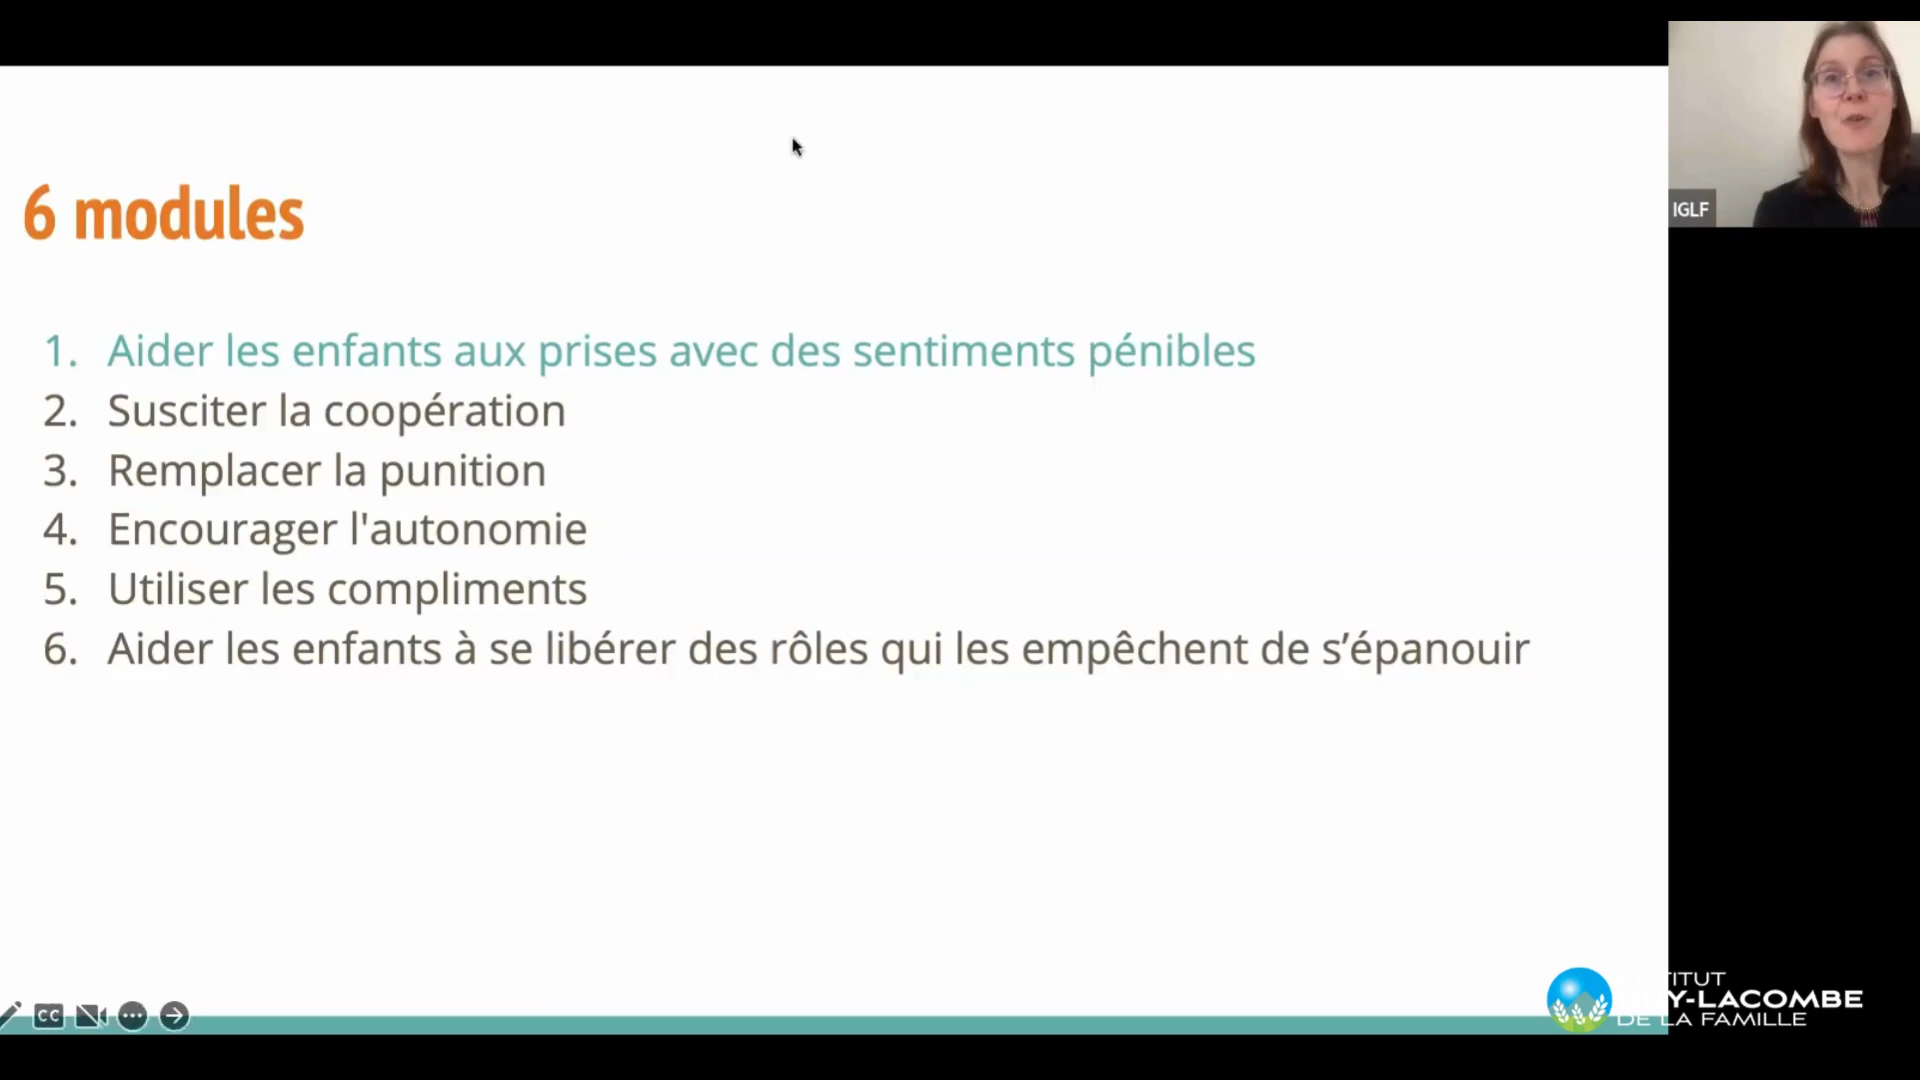 6 modules
1. Aider les enfants aux prises avec des sentiments pénibles
2. Susciter la coopération
3. Remplacer la punition
4. Encourager l'autonomie
5. Utiliser les compliments
6. Aider les enfants à se libérer des rôles qui les empêchent de s’épanouir
IGLF
CC
TITUT
Y-LACOMBE
DE LA FAMILLE